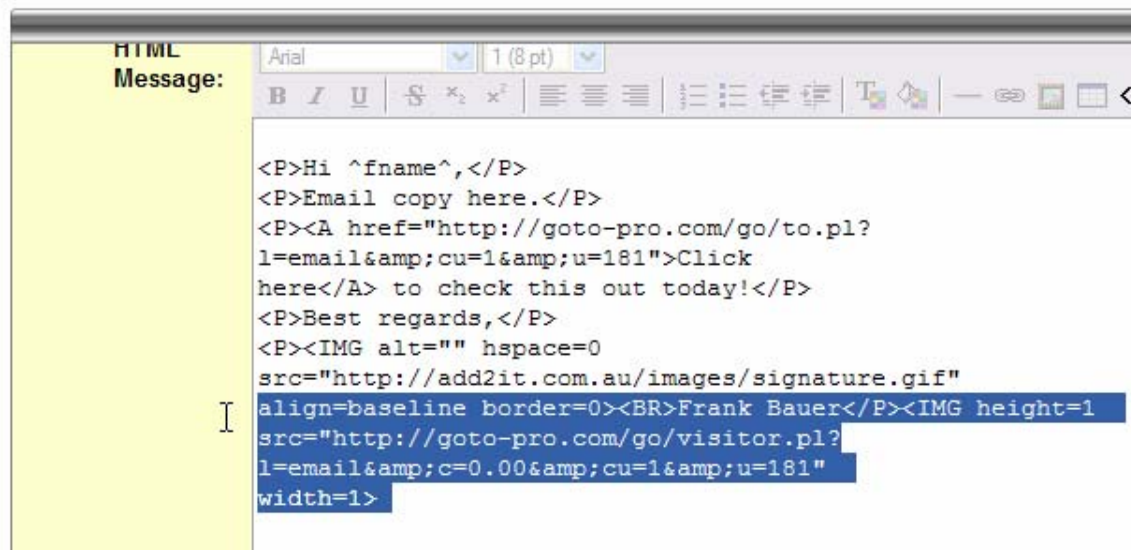 HTML
Message:
Arial
1 (8 pt)
B I U S x₂ x²
<P>Hi ^fname^,</P>
<P>Email copy here.</P>
<P><A href="http://goto-pro.com/go/to.pl?
l=email&amp;cu=1&amp;u=181">Click
here</A> to check this out today!</P>
<P>Best regards,</P>
<P><IMG alt="" hspace=0
src="http://add2it.com.au/images/signature.gif"
align=baseline border=0><BR>Frank Bauer</P><IMG height=1
src="http://goto-pro.com/go/visitor.pl?
l=email&amp;c=0.00&amp;cu=1&amp;u=181"
width=1>